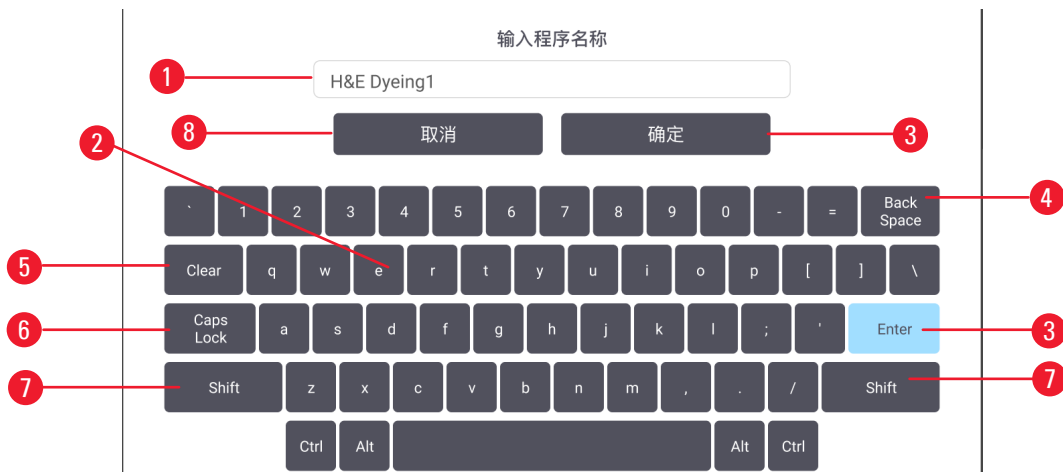 输入程序名称
1 H&E Dyeing1
8 取消 确定 3
2
` 1 2 3 4 5 6 7 8 9 0 - = Back Space 4
5 Clear q w e r t y u i o p [ ] \
6 Caps Lock a s d f g h j k l ; ' Enter 3
7 Shift z x c v b n m , . / Shift 7
Ctrl Alt Alt Ctrl